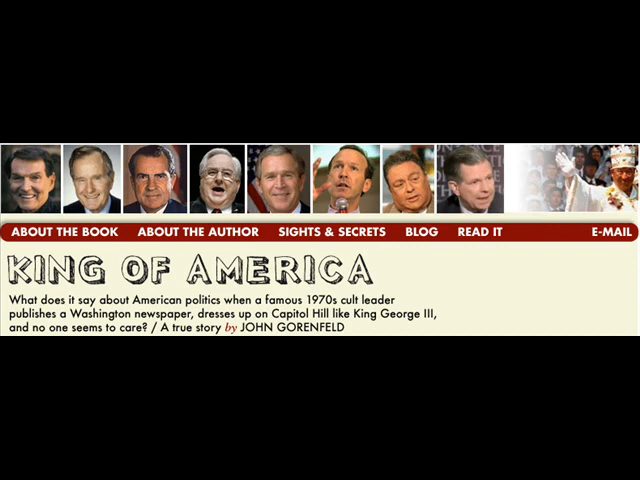 ABOUT THE BOOK ABOUT THE AUTHOR SIGHTS & SECRETS BLOG READ IT E-MAIL
KING OF AMERICA
What does it say about American politics when a famous 1970s cult leader
publishes a Washington newspaper, dresses up on Capitol Hill like King George III,
and no one seems to care? / A true story by JOHN GORENFELD